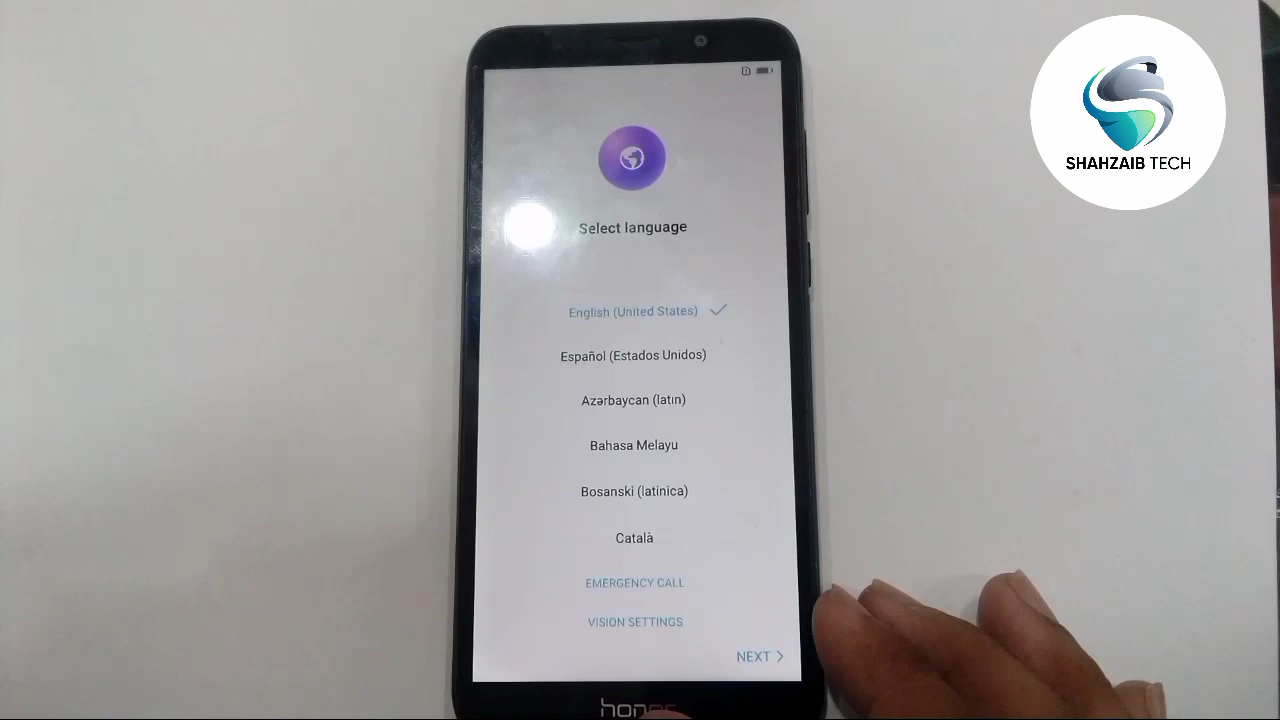 SHAHZAIB TECH
Select language
English (United States)
Español (Estados Unidos)
Azərbaycan (latın)
Bahasa Melayu
Bosanski (latinica)
Català
EMERGENCY CALL
VISION SETTINGS
NEXT
honor